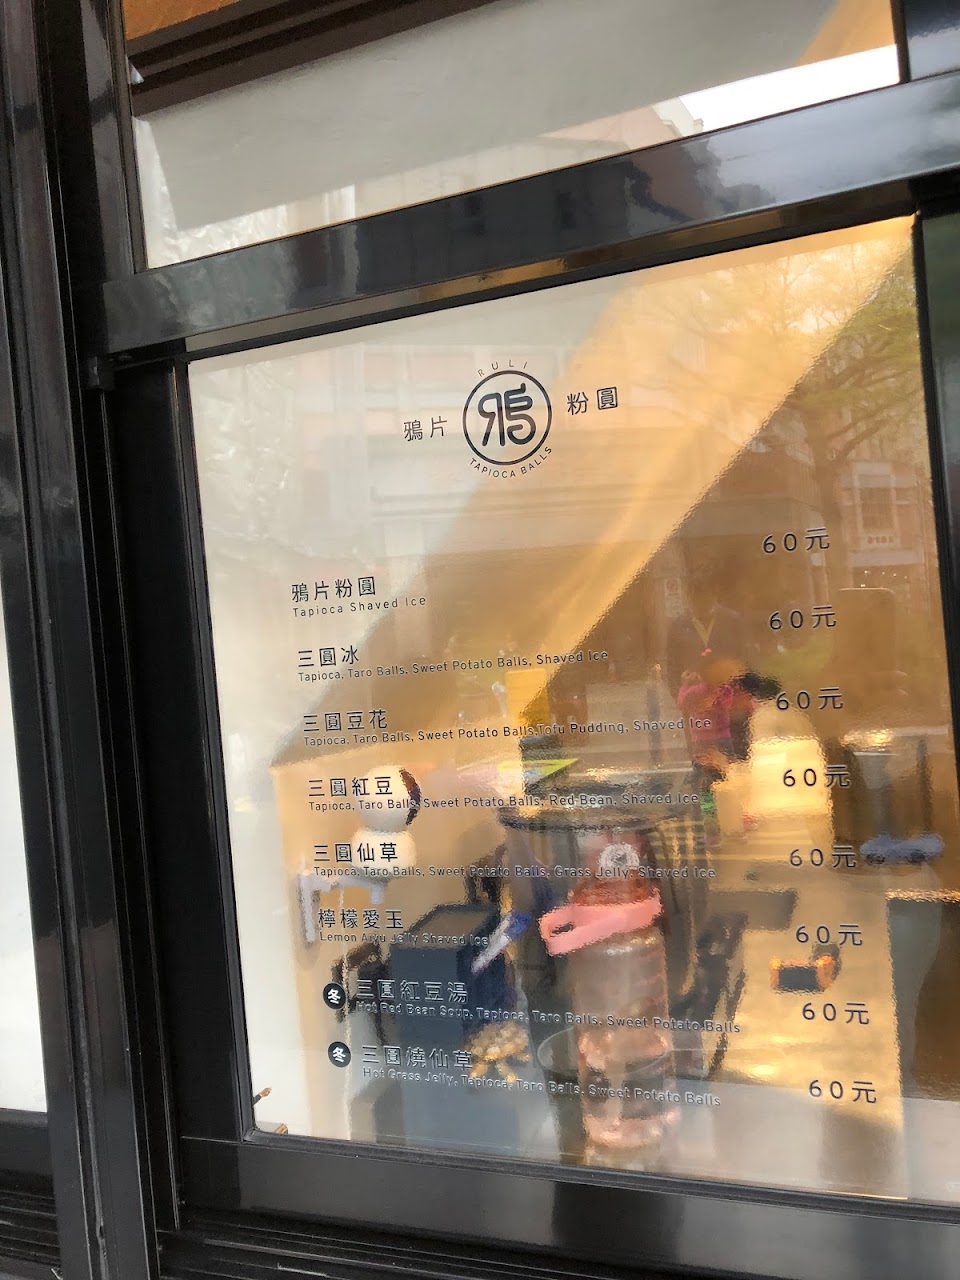 RULI
鴉片 鴉 粉圓
TAPIOCA BALLS
鴉片粉圓 60元
Tapioca Shaved Ice
三圓冰 60元
Tapioca, Taro Balls, Sweet Potato Balls, Shaved Ice
三圓豆花 60元
Tapioca, Taro Balls, Sweet Potato Balls,Tofu Pudding, Shaved Ice
三圓紅豆 60元
Tapioca, Taro Balls, Sweet Potato Balls, Red Bean, Shaved Ice
三圓仙草 60元
Tapioca, Taro Balls, Sweet Potato Balls, Grass Jelly, Shaved Ice
檸檬愛玉 60元
Lemon Aiyu Jelly Shaved Ice
冬 三圓紅豆湯 60元
Hot Red Bean Soup, Tapioca, Taro Balls, Sweet Potato Balls
冬 三圓燒仙草 60元
Hot Grass Jelly, Tapioca, Taro Balls, Sweet Potato Balls